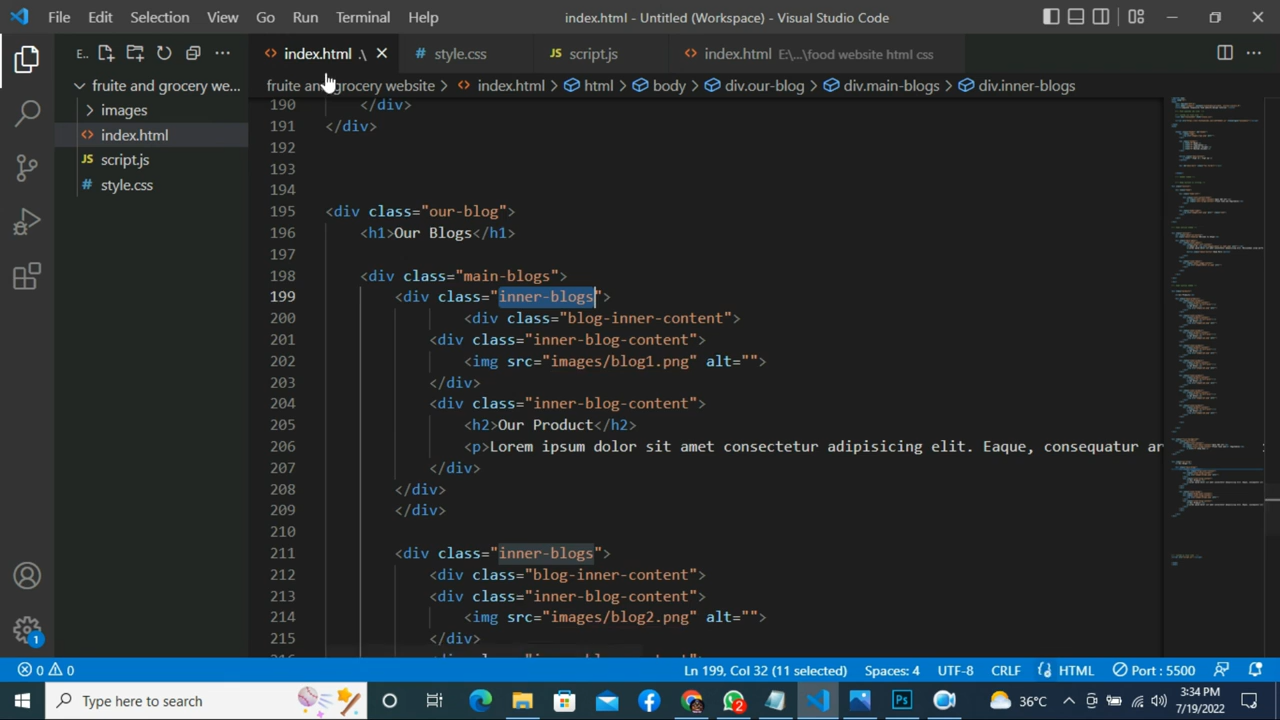 File Edit Selection View Go Run Terminal Help index.html - Untitled (Workspace) - Visual Studio Code
E.. index.html .\ style.css JS script.js index.html E:\...\food website html css
fruite and grocery we... fruite and grocery website > index.html > html > body > div.our-blog > div.main-blogs > div.inner-blogs
images
index.html
JS script.js
style.css
190 </div>
191 </div>
192
193
194
195 <div class="our-blog">
196 <h1>Our Blogs</h1>
197
198 <div class="main-blogs">
199 <div class="inner-blogs">
200 <div class="blog-inner-content">
201 <div class="inner-blog-content">
202 <img src="images/blog1.png" alt="">
203 </div>
204 <div class="inner-blog-content">
205 <h2>Our Product</h2>
206 <p>Lorem ipsum dolor sit amet consectetur adipisicing elit. Eaque, consequatur ar
207 </div>
208 </div>
209 </div>
210
211 <div class="inner-blogs">
212 <div class="blog-inner-content">
213 <div class="inner-blog-content">
214 <img src="images/blog2.png" alt="">
215 </div>
1
0 0 Ln 199, Col 32 (11 selected) Spaces: 4 UTF-8 CRLF HTML Port : 5500
Type here to search 2 36°C 3:34 PM
7/19/2022